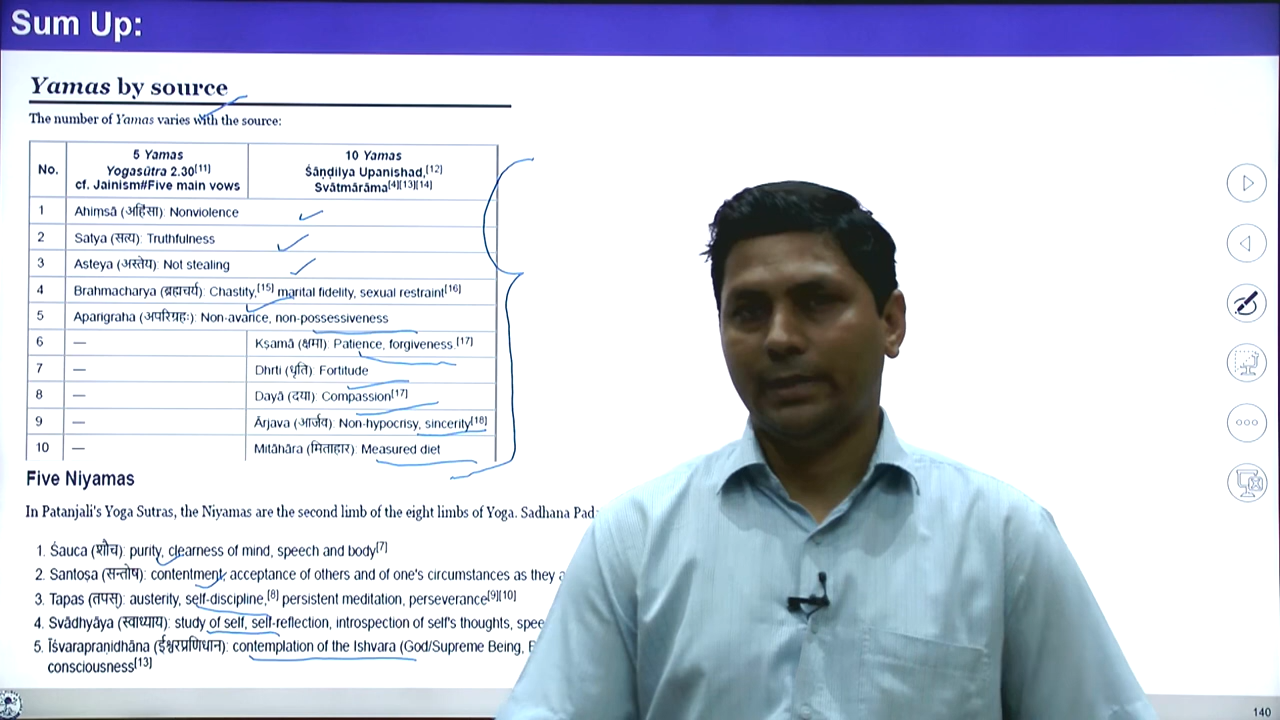 Sum Up:
Yamas by source
The number of Yamas varies with the source:
No.
5 Yamas
Yogasūtra 2.30[11]
cf. Jainism#Five main vows
10 Yamas
Śāṇḍilya Upanishad,[12]
Svātmārāma[4][13][14]
1 Ahiṃsā (अहिंसा): Nonviolence
2 Satya (सत्य): Truthfulness
3 Asteya (अस्तेय): Not stealing
4 Brahmacharya (ब्रह्मचर्य): Chastity,[15] marital fidelity, sexual restraint[16]
5 Aparigraha (अपरिग्रहः): Non-avarice, non-possessiveness
6 — Kṣamā (क्षमा): Patience, forgiveness.[17]
7 — Dhrti (धृति): Fortitude
8 — Dayā (दया): Compassion[17]
9 — Ārjava (आर्जव): Non-hypocrisy, sincerity[18]
10 — Mitāhāra (मिताहार): Measured diet
Five Niyamas
In Patanjali's Yoga Sutras, the Niyamas are the second limb of the eight limbs of Yoga. Sadhana Pad
1. Śauca (शौच): purity, clearness of mind, speech and body[7]
2. Santoṣa (सन्तोष): contentment, acceptance of others and of one's circumstances as they
3. Tapas (तपस्): austerity, self-discipline,[8] persistent meditation, perseverance[9][10]
4. Svādhyāya (स्वाध्याय): study of self, self-reflection, introspection of self's thoughts,
5. Īśvarapraṇidhāna (ईश्वरप्रणिधान): contemplation of the Ishvara (God/Supreme Being,
consciousness[13]
140